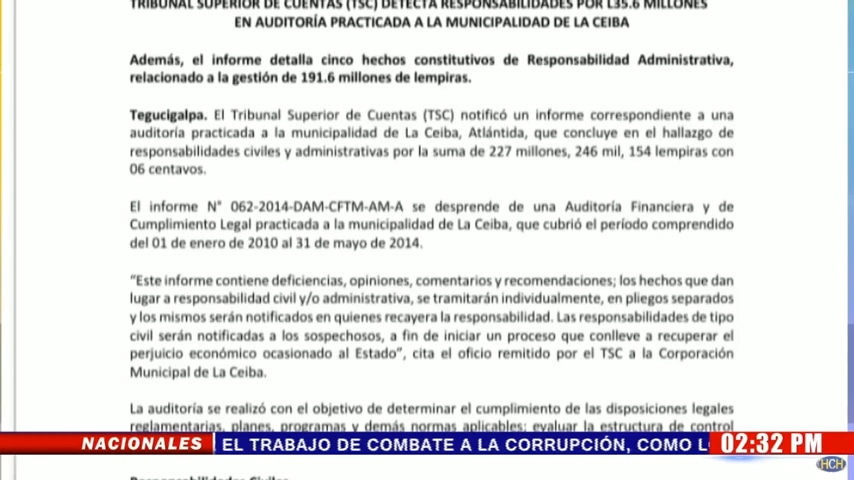 TRIBUNAL SUPERIOR DE CUENTAS (TSC) DETECTA RESPONSABILIDADES POR L35.6 MILLONES
EN AUDITORÍA PRACTICADA A LA MUNICIPALIDAD DE LA CEIBA
Además, el informe detalla cinco hechos constitutivos de Responsabilidad Administrativa,
relacionado a la gestión de 191.6 millones de lempiras.
Tegucigalpa. El Tribunal Superior de Cuentas (TSC) notificó un informe correspondiente a una
auditoría practicada a la municipalidad de La Ceiba, Atlántida, que concluye en el hallazgo de
responsabilidades civiles y administrativas por la suma de 227 millones, 246 mil, 154 lempiras con
06 centavos.
El informe N° 062-2014-DAM-CFTM-AM-A se desprende de una Auditoría Financiera y de
Cumplimiento Legal practicada a la municipalidad de La Ceiba, que cubrió el período comprendido
del 01 de enero de 2010 al 31 de mayo de 2014.
“Este informe contiene deficiencias, opiniones, comentarios y recomendaciones; los hechos que dan
lugar a responsabilidad civil y/o administrativa, se tramitarán individualmente, en pliegos separados
y los mismos serán notificados en quienes recayera la responsabilidad. Las responsabilidades de tipo
civil serán notificadas a los sospechosos, a fin de iniciar un proceso que conlleve a recuperar el
perjuicio económico ocasionado al Estado”, cita el oficio remitido por el TSC a la Corporación
Municipal de La Ceiba.
La auditoría se realizó con el objetivo de determinar el cumplimiento de las disposiciones legales
reglamentarias, planes, programas y demás normas aplicables; evaluar la estructura de control
NACIONALES EL TRABAJO DE COMBATE A LA CORRUPCIÓN, COMO 02:32 PM
HCH
Responsabilidades Civiles